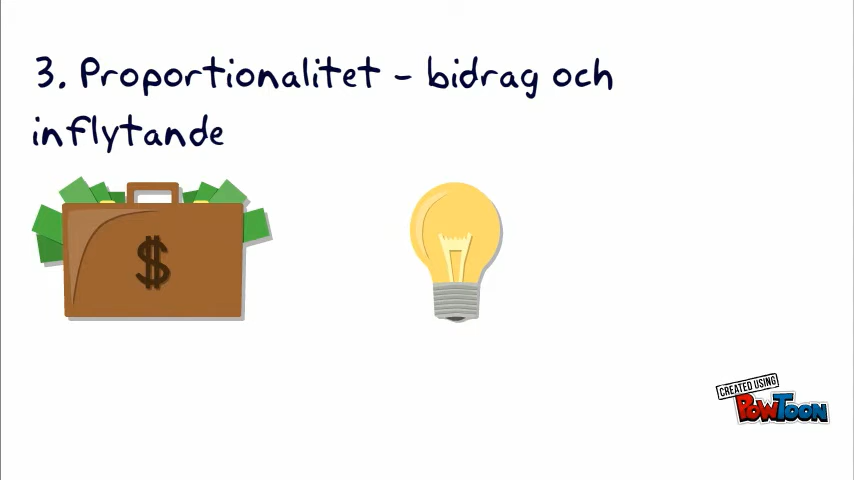 3. Proportionalitet - bidrag och
inflytande
$
CREATED USING
POWTOON